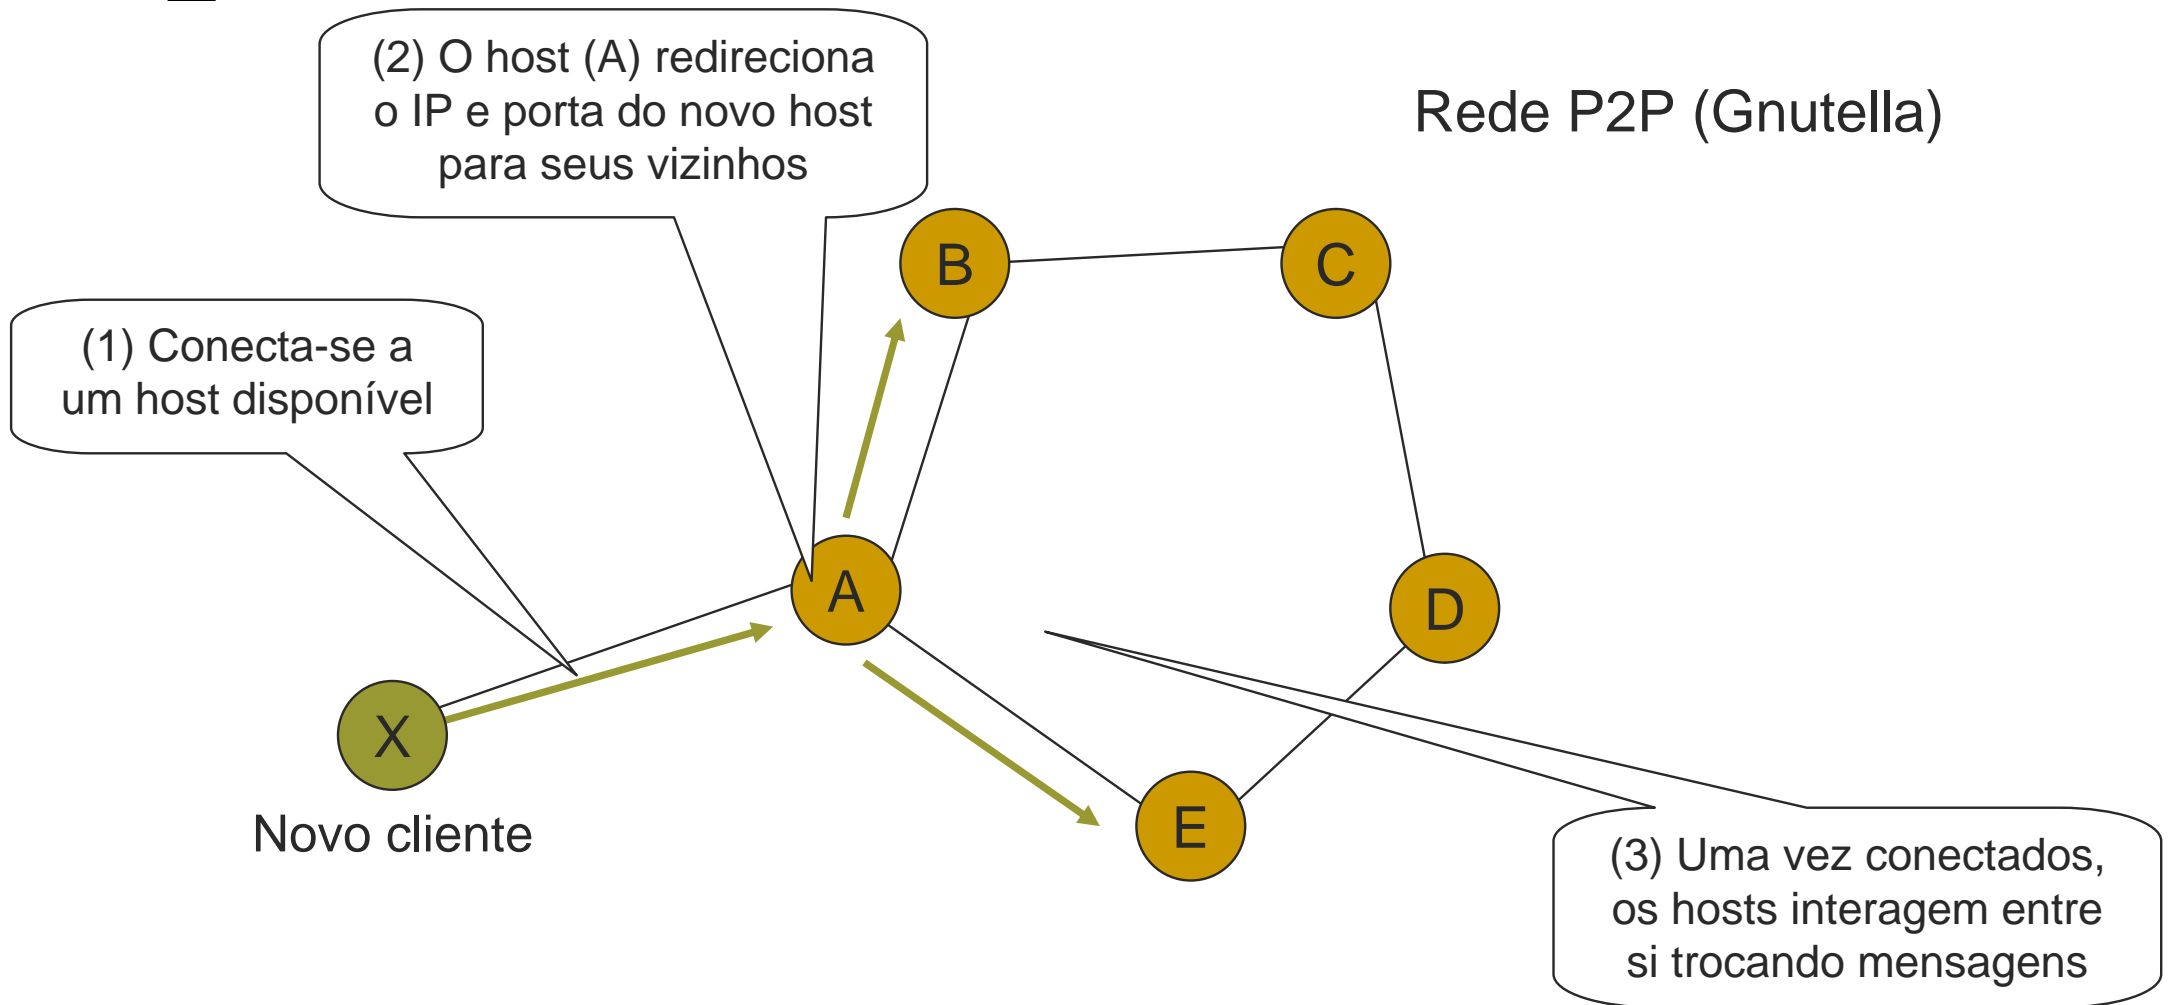 (2) O host (A) redireciona
o IP e porta do novo host
para seus vizinhos
Rede P2P (Gnutella)
B
C
(1) Conecta-se a
um host disponível
A
D
X
Novo cliente
E
(3) Uma vez conectados,
os hosts interagem entre
si trocando mensagens